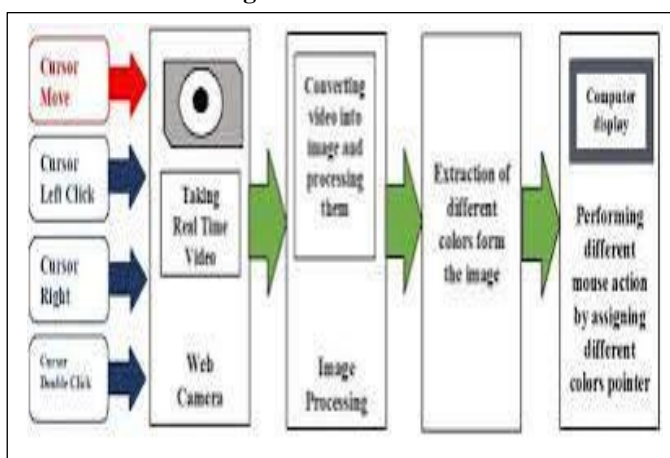 Cursor
Move
Cursor
Left Click
Cursor
Right
Cursor
Double Click
Taking
Real Time
Video
Web
Camera
Converting
video into
image and
processing
them
Image
Processing
Extraction of
different
colors form
the image
Computer
display
Performing
different
mouse action
by assigning
different
colors pointer